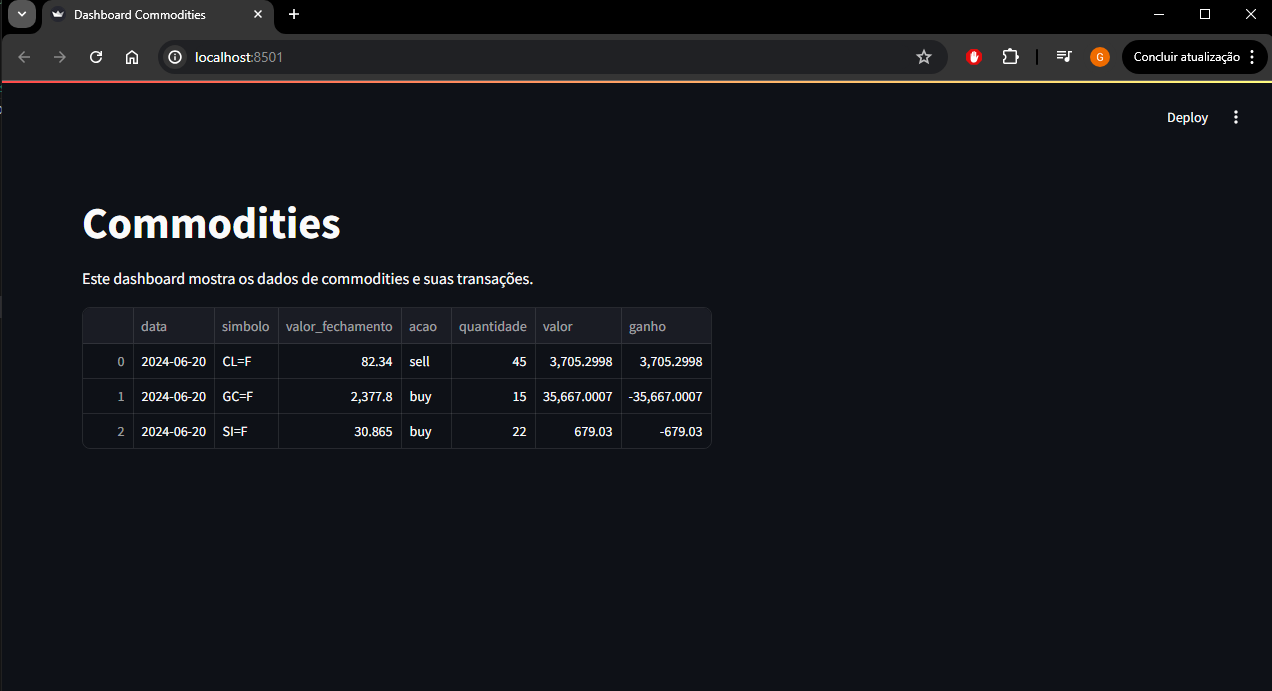 Dashboard Commodities
localhost:8501
G
Concluir atualização
Deploy
Commodities
Este dashboard mostra os dados de commodities e suas transações.
data simbolo valor_fechamento acao quantidade valor ganho
0 2024-06-20 CL=F 82.34 sell 45 3,705.2998 3,705.2998
1 2024-06-20 GC=F 2,377.8 buy 15 35,667.0007 -35,667.0007
2 2024-06-20 SI=F 30.865 buy 22 679.03 -679.03